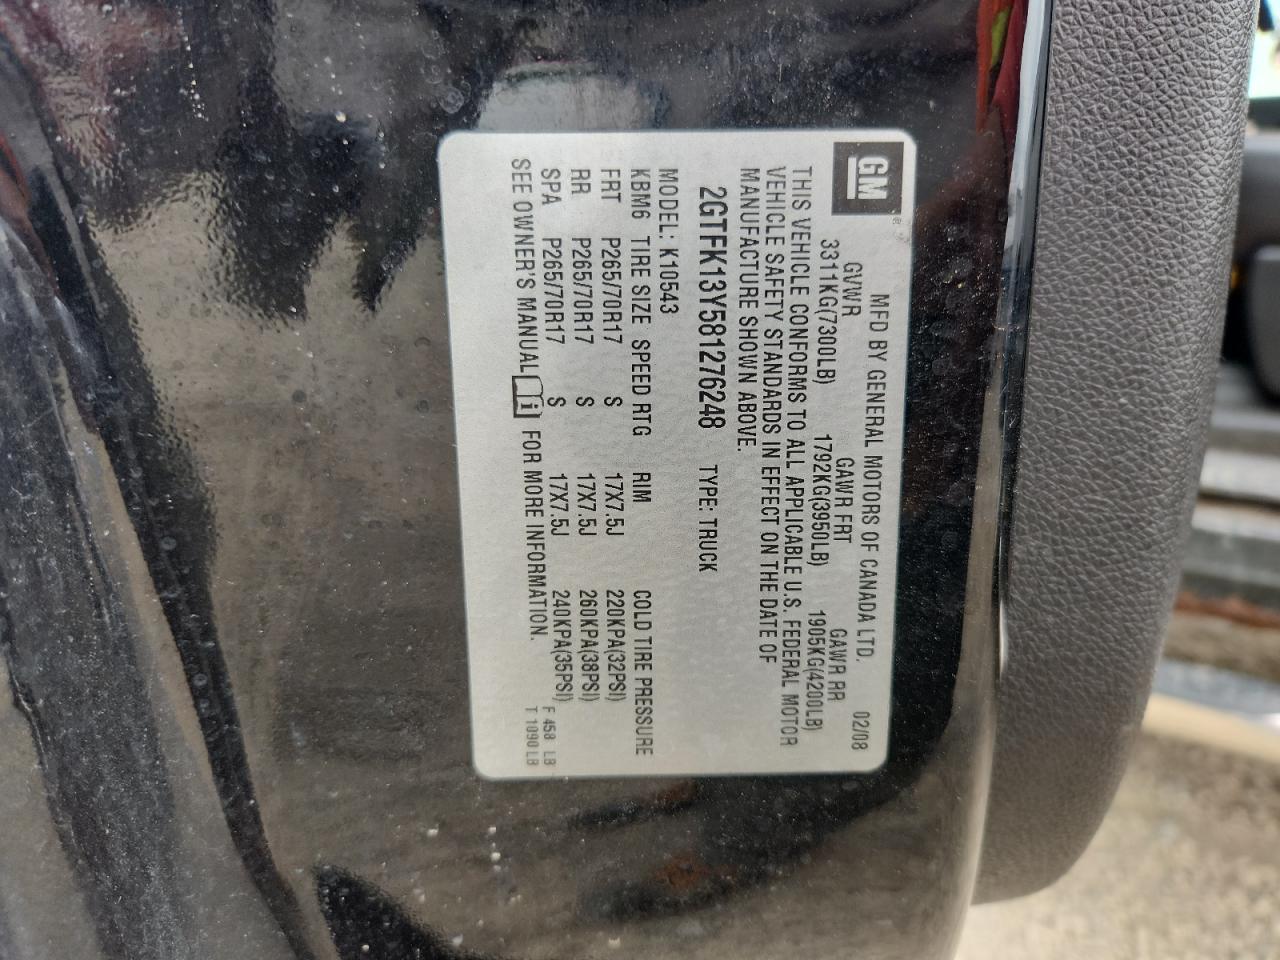 GM
MFD BY GENERAL MOTORS OF CANADA LTD. 02/08
GVWR GAWR FRT GAWR RR
3311KG(7300LB) 1792KG(3950LB) 1905KG(4200LB)
THIS VEHICLE CONFORMS TO ALL APPLICABLE U.S. FEDERAL MOTOR
VEHICLE SAFETY STANDARDS IN EFFECT ON THE DATE OF
MANUFACTURE SHOWN ABOVE.
2GTFK13Y581276248 TYPE: TRUCK
MODEL: K10543
KBM6 TIRE SIZE SPEED RTG RIM COLD TIRE PRESSURE
FRT P265/70R17 S 17X7.5J 220KPA(32PSI)
RR P265/70R17 S 17X7.5J 260KPA(38PSI)
SPA P265/70R17 S 17X7.5J 240KPA(35PSI)
SEE OWNER'S MANUAL i FOR MORE INFORMATION.
F 458 LB
T 1090 LB